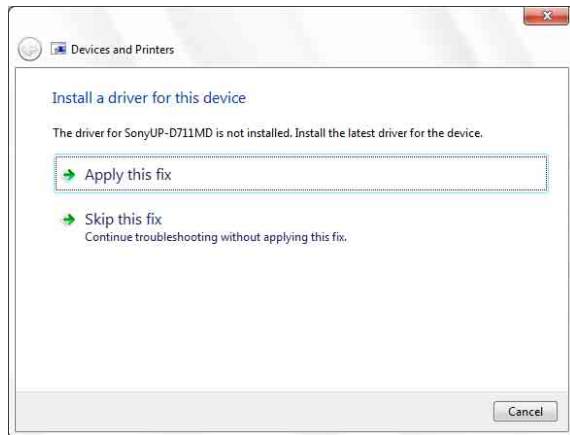 Devices and Printers
Install a driver for this device
The driver for SonyUP-D711MD is not installed. Install the latest driver for the device.
Apply this fix
Skip this fix
Continue troubleshooting without applying this fix.
Cancel